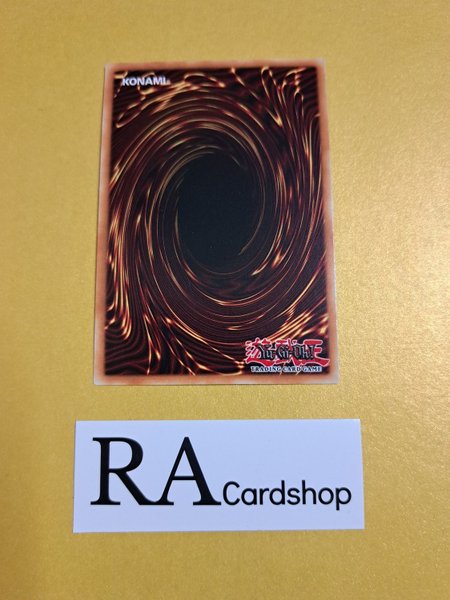 KONAMI
Yu-Gi-Oh!
TRADING CARD GAME
RA Cardshop